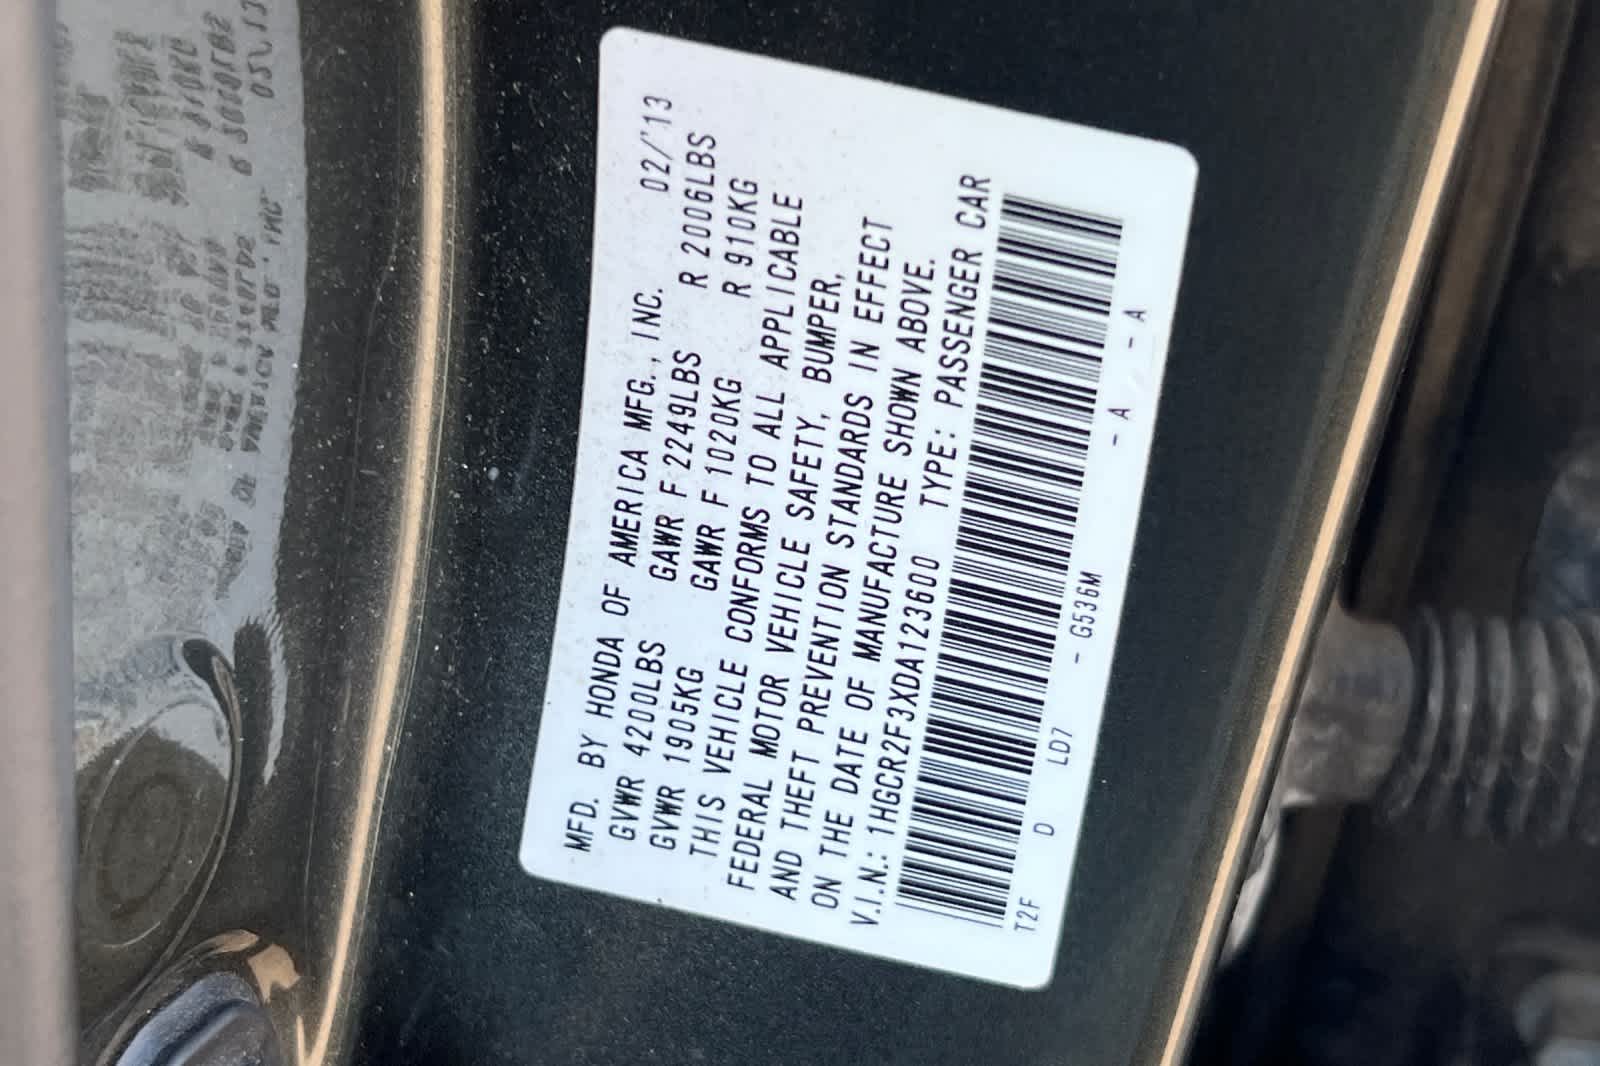 MFD. BY HONDA OF AMERICA MFG., INC. 02/'13
GVWR 4200LBS GAWR F 2249LBS R 2006LBS
GVWR 1905KG GAWR F 1020KG R 910KG
THIS VEHICLE CONFORMS TO ALL APPLICABLE
FEDERAL MOTOR VEHICLE SAFETY, BUMPER,
AND THEFT PREVENTION STANDARDS IN EFFECT
ON THE DATE OF MANUFACTURE SHOWN ABOVE.
V.I.N.: 1HGCR2F3XDA123600 TYPE: PASSENGER CAR
T2F D LD7 - G536M - A - A